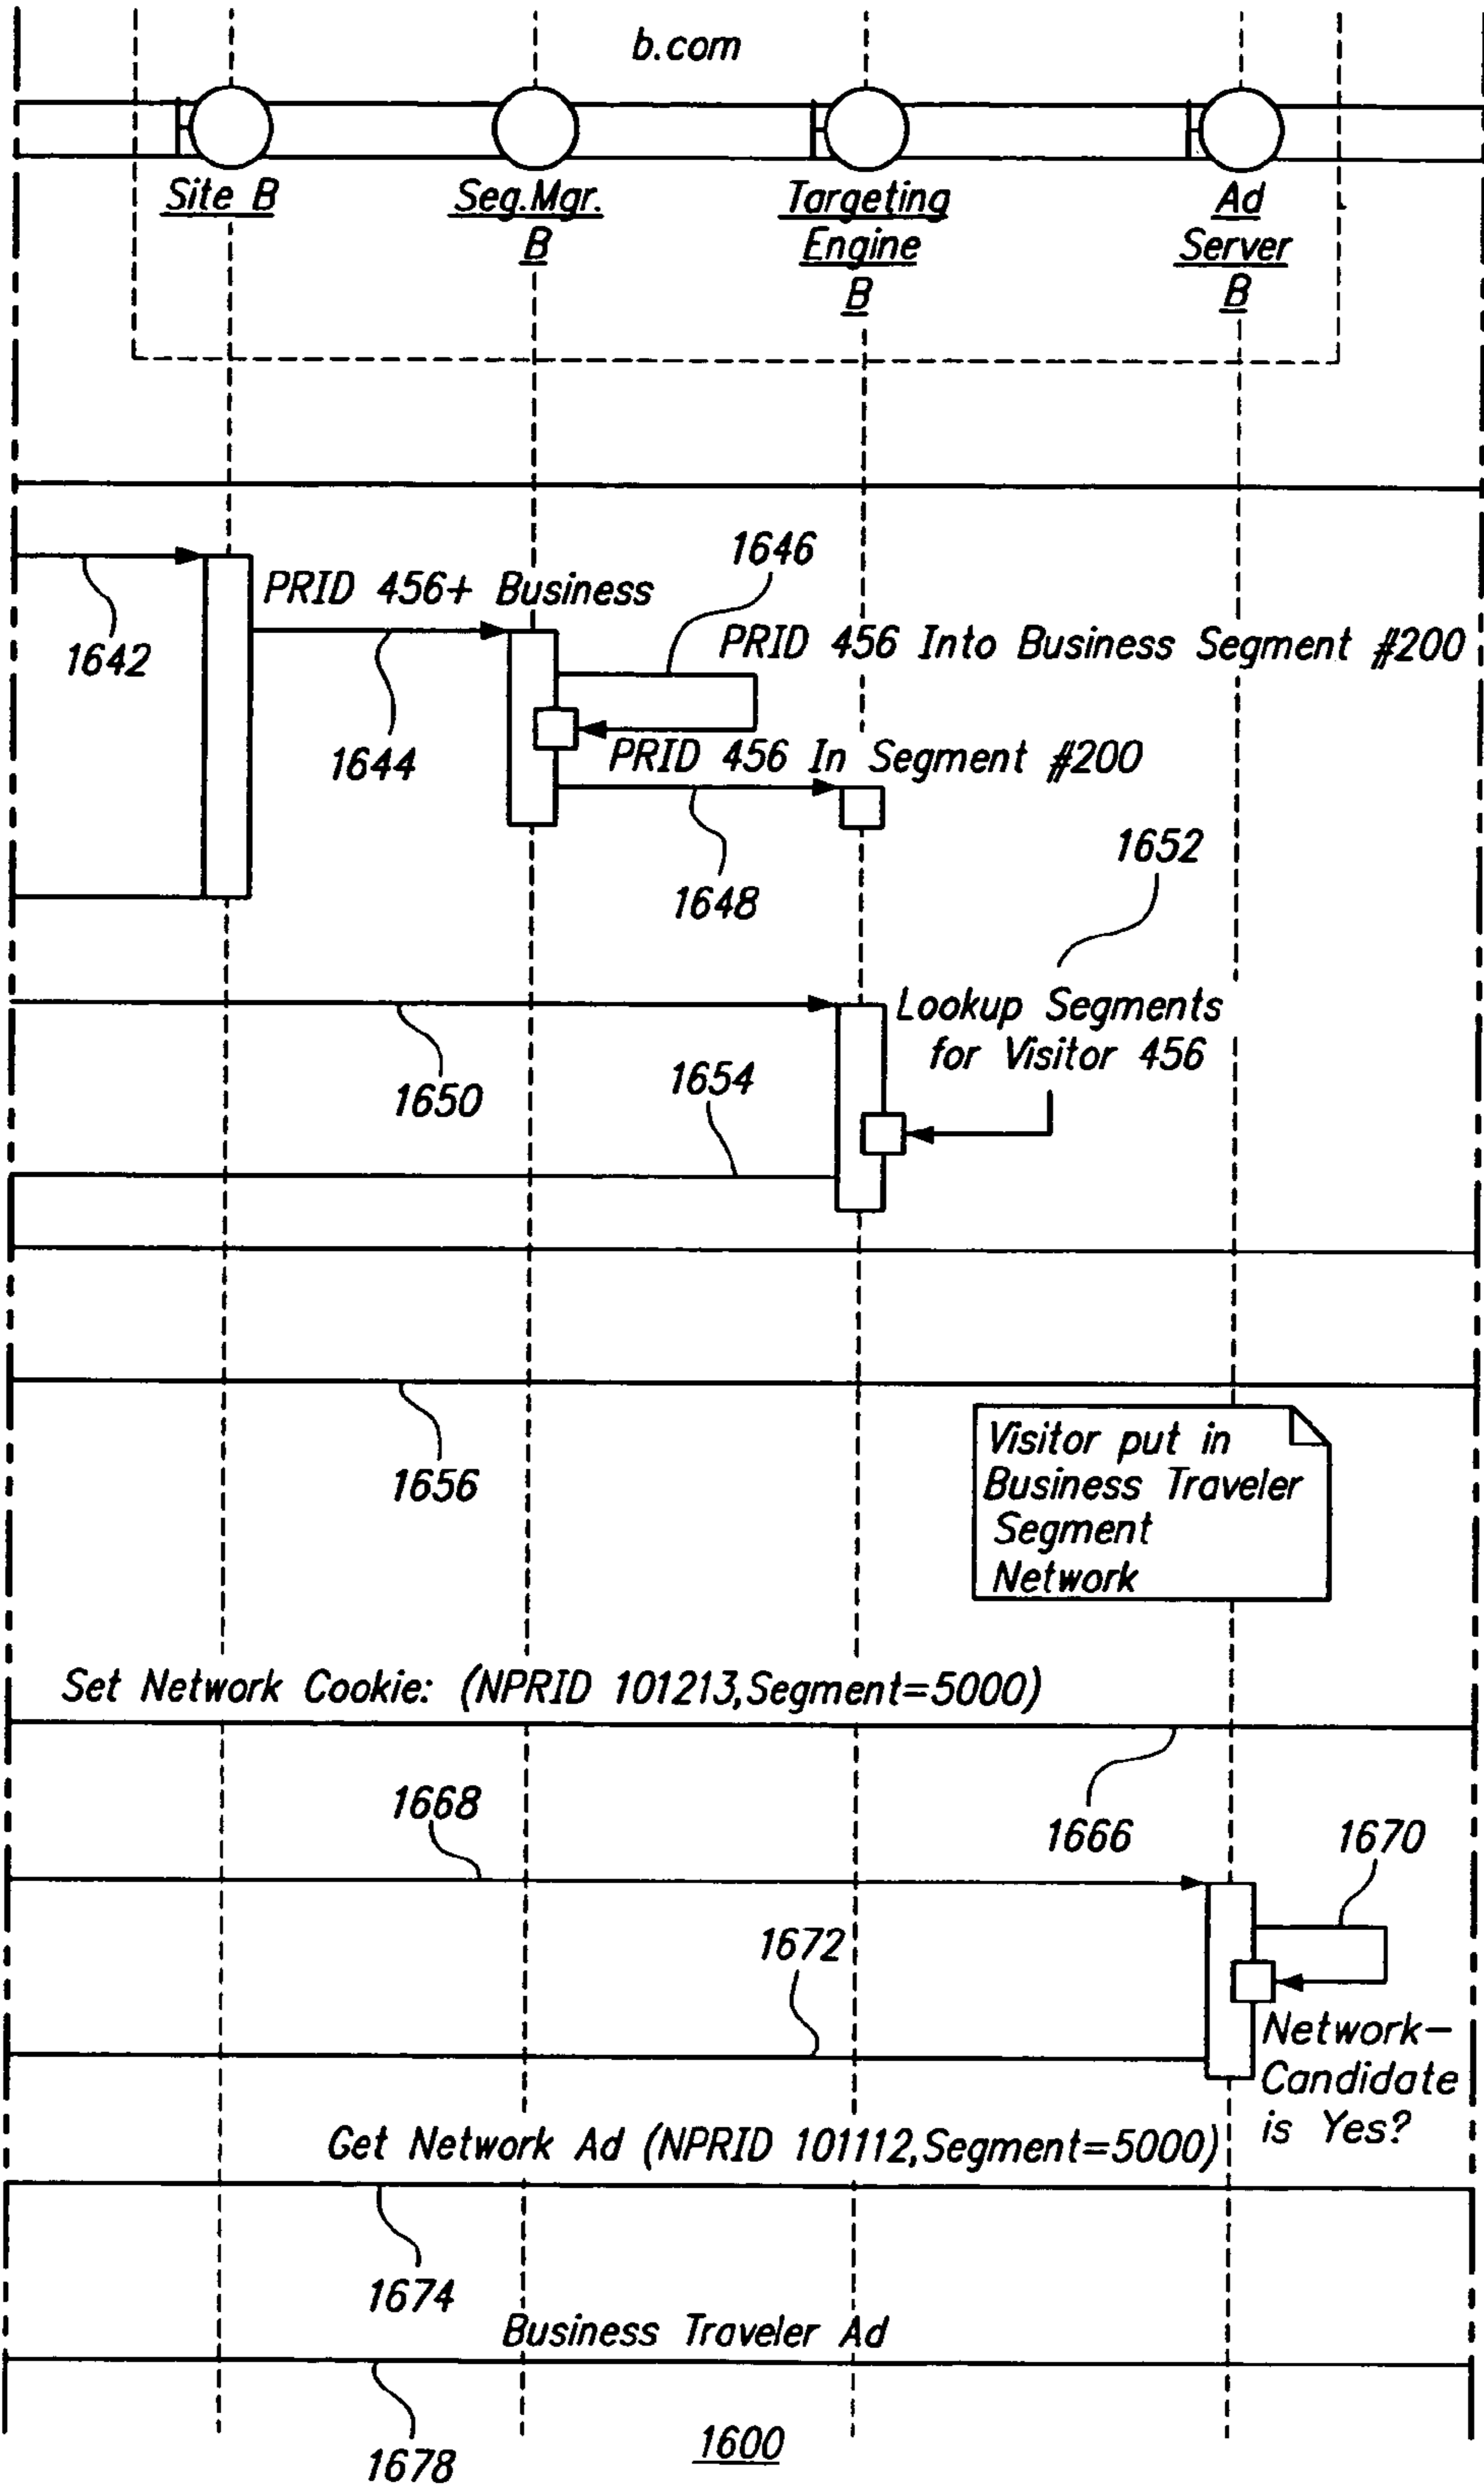 b.com
Site B
Seg.Mgr.
B
Targeting
Engine
B
Ad
Server
B
1646
PRID 456+ Business
PRID 456 Into Business Segment #200
1642
1644
PRID 456 In Segment #200
1652
1648
Lookup Segments
for Visitor 456
1654
1650
Visitor put in
Business Traveler
Segment
Network
1656
Set Network Cookie: (NPRID 101213,Segment=5000)
1668
1666
1670
1672
Network-
Candidate
is Yes?
Get Network Ad (NPRID 101112,Segment=5000)
1674
Business Traveler Ad
1600
1678